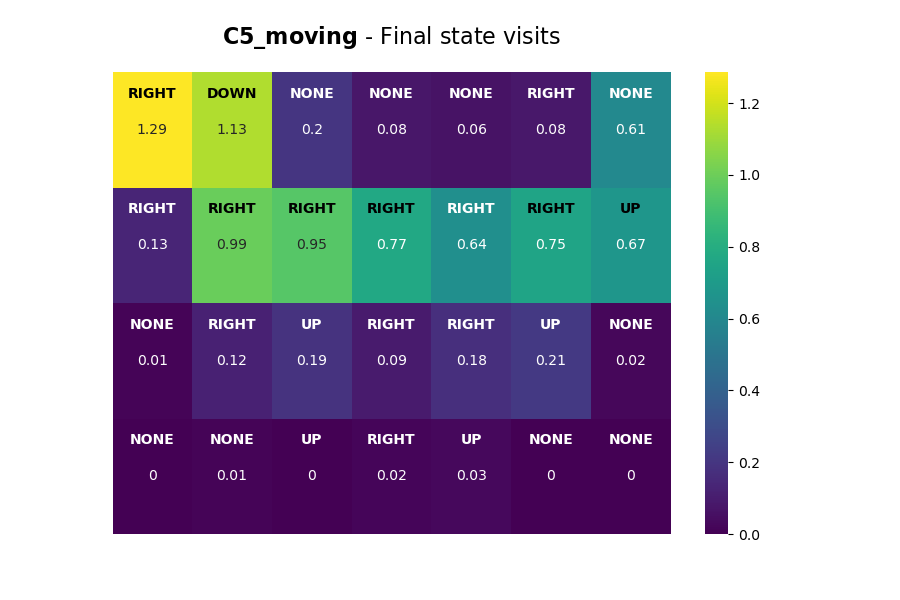 C5_moving - Final state visits
RIGHT DOWN NONE NONE NONE RIGHT NONE
1.29 1.13 0.2 0.08 0.06 0.08 0.61
RIGHT RIGHT RIGHT RIGHT RIGHT RIGHT UP
0.13 0.99 0.95 0.77 0.64 0.75 0.67
NONE RIGHT UP RIGHT RIGHT UP NONE
0.01 0.12 0.19 0.09 0.18 0.21 0.02
NONE NONE UP RIGHT UP NONE NONE
0 0.01 0 0.02 0.03 0 0
1.2
1.0
0.8
0.6
0.4
0.2
0.0